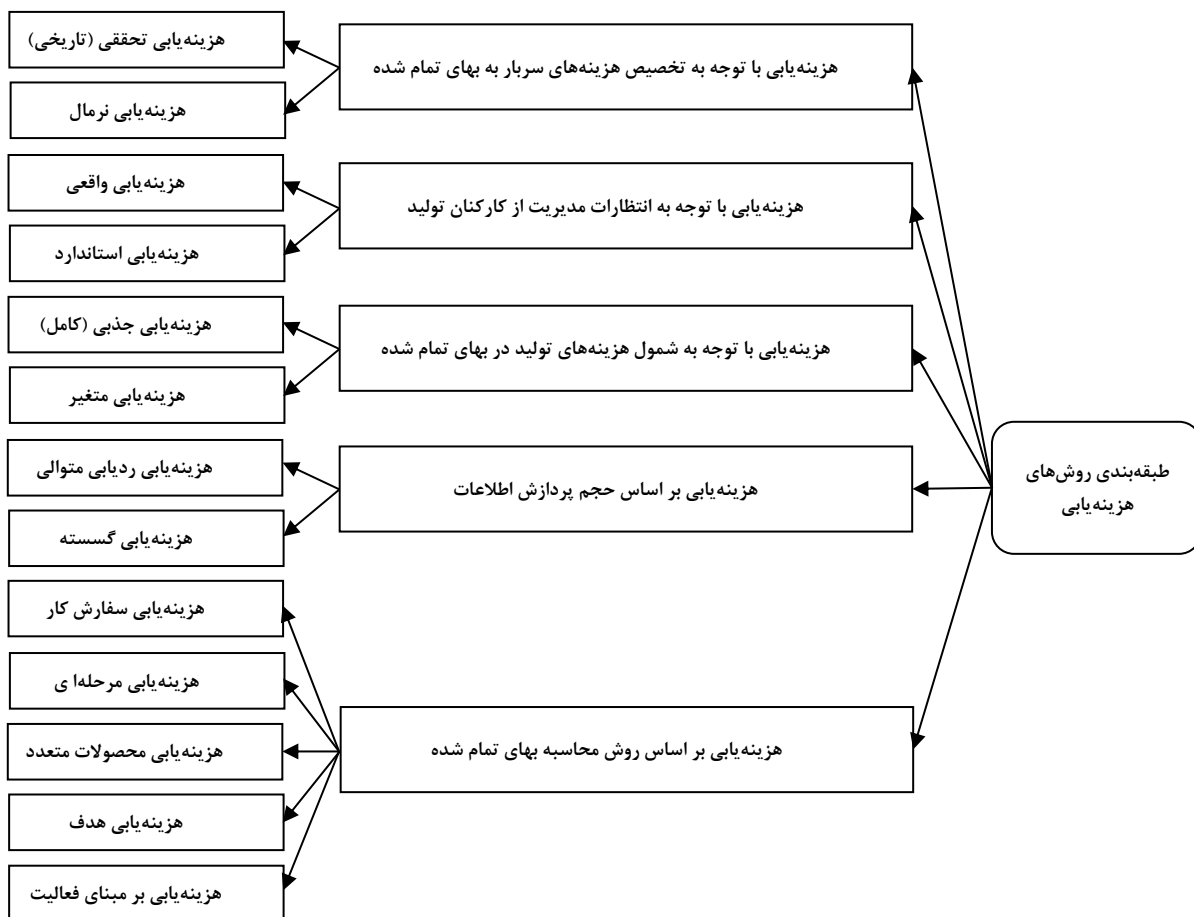 طبقه‌بندی روش‌های
هزینه‌یابی
هزینه‌یابی با توجه به تخصیص هزینه‌های سربار به بهای تمام شده
هزینه‌یابی تحققی (تاریخی)
هزینه‌یابی نرمال
هزینه‌یابی با توجه به انتظارات مدیریت از کارکنان تولید
هزینه‌یابی واقعی
هزینه‌یابی استاندارد
هزینه‌یابی با توجه به شمول هزینه‌های تولید در بهای تمام شده
هزینه‌یابی جذبی (کامل)
هزینه‌یابی متغیر
هزینه‌یابی بر اساس حجم پردازش اطلاعات
هزینه‌یابی ردیابی متوالی
هزینه‌یابی گسسته
هزینه‌یابی بر اساس روش محاسبه بهای تمام شده
هزینه‌یابی سفارش کار
هزینه‌یابی مرحله‌ا ی
هزینه‌یابی محصولات متعدد
هزینه‌یابی هدف
هزینه‌یابی بر مبنای فعالیت